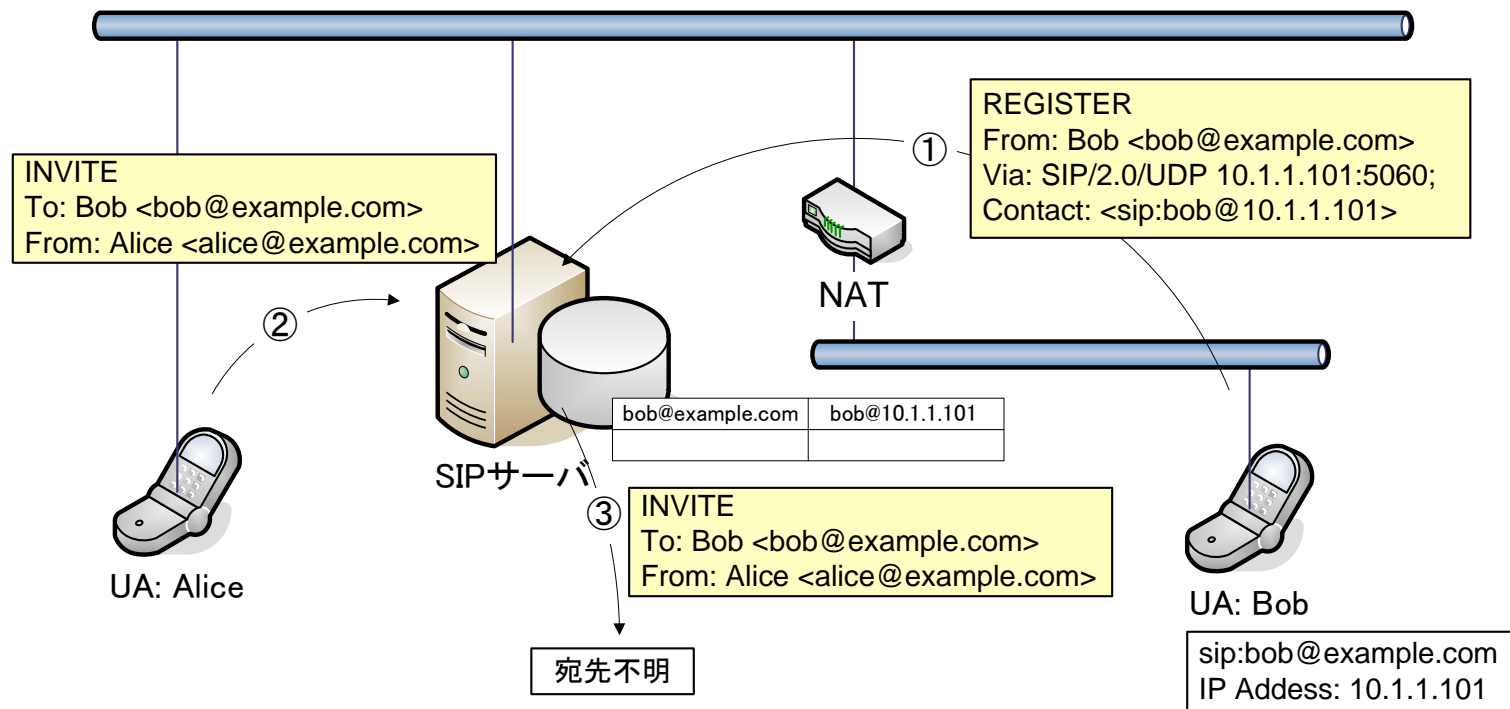 REGISTER
From: Bob <bob@example.com>
Via: SIP/2.0/UDP 10.1.1.101:5060;
Contact: <sip:bob@10.1.1.101>
①
INVITE
To: Bob <bob@example.com>
From: Alice <alice@example.com>
②
NAT
bob@example.com bob@10.1.1.101
SIPサーバ
③
INVITE
To: Bob <bob@example.com>
From: Alice <alice@example.com>
UA: Alice
宛先不明
UA: Bob
sip:bob@example.com
IP Addess: 10.1.1.101